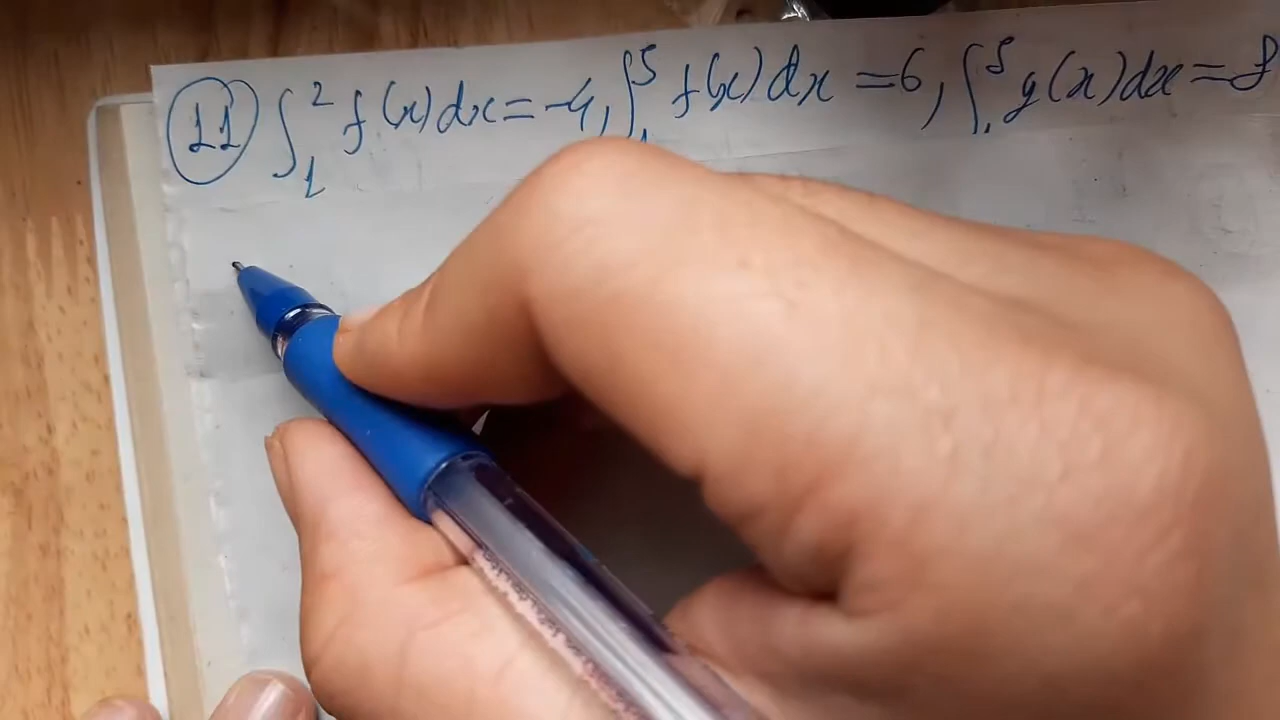 11 ∫₁² f(x)dx = -4, ∫₁⁵ f(x)dx = 6, ∫₁⁵ g(x)dx = 8